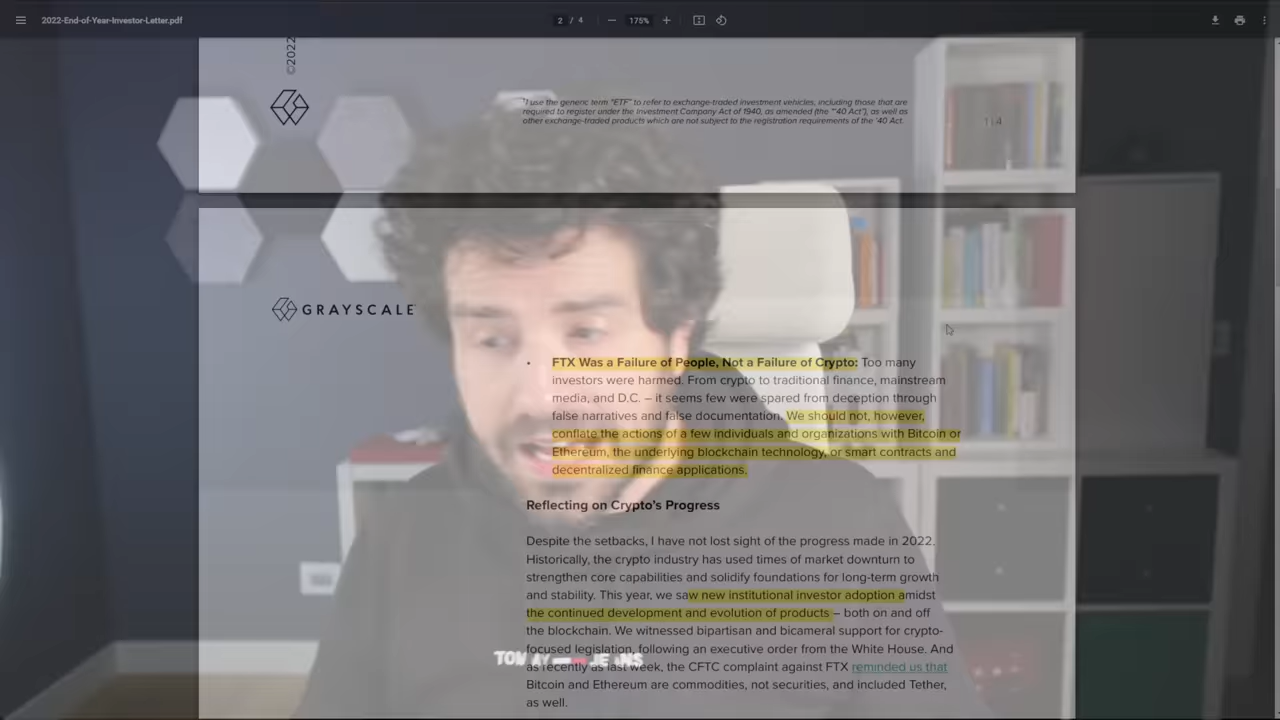 2022-End-of-Year-Investor-Letter.pdf
2 / 4
175%
©2022
¹I use the generic term "ETF" to refer to exchange-traded investment vehicles, including those that are
required to register under the Investment Company Act of 1940, as amended (the "'40 Act"), as well as
other exchange-traded products which are not subject to the registration requirements of the '40 Act.
1 | 4
GRAYSCALE
• FTX Was a Failure of People, Not a Failure of Crypto: Too many
investors were harmed. From crypto to traditional finance, mainstream
media, and D.C. – it seems few were spared from deception through
false narratives and false documentation. We should not, however,
conflate the actions of a few individuals and organizations with Bitcoin or
Ethereum, the underlying blockchain technology, or smart contracts and
decentralized finance applications.
Reflecting on Crypto's Progress
Despite the setbacks, I have not lost sight of the progress made in 2022.
Historically, the crypto industry has used times of market downturn to
strengthen core capabilities and solidify foundations for long-term growth
and stability. This year, we saw new institutional investor adoption amidst
the continued development and evolution of products – both on and off
the blockchain. We witnessed bipartisan and bicameral support for crypto-
focused legislation, following an executive order from the White House. And
as recently as last week, the CFTC complaint against FTX reminded us that
Bitcoin and Ethereum are commodities, not securities, and included Tether,
as well.
JEANS